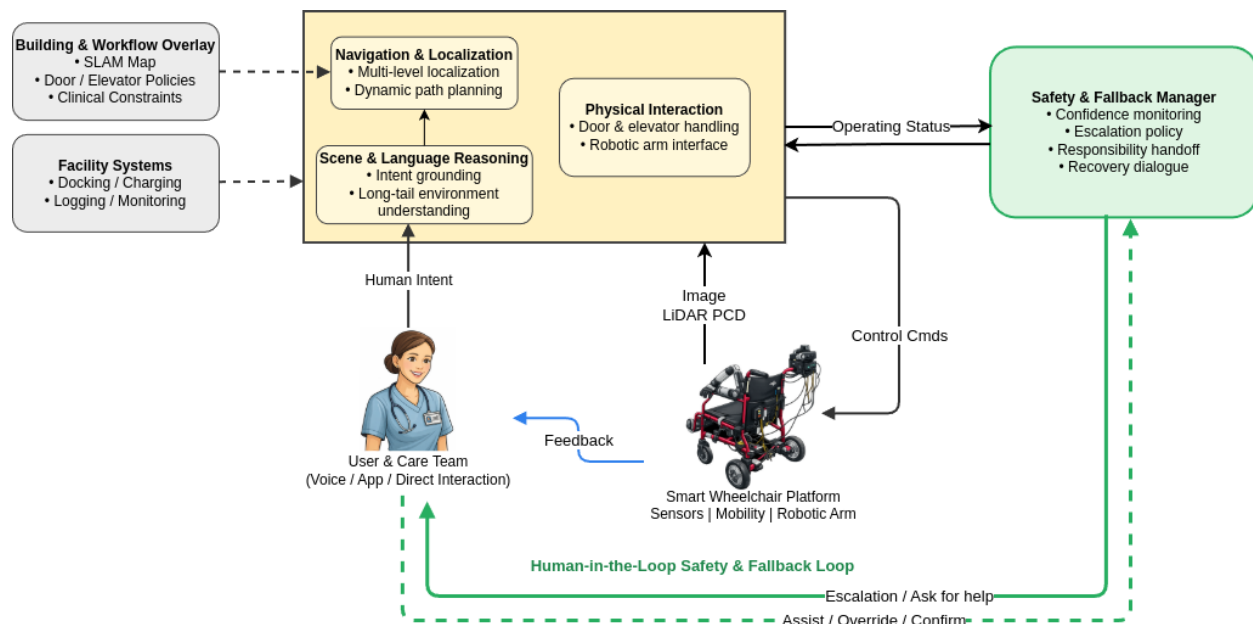 Building & Workflow Overlay
• SLAM Map
• Door / Elevator Policies
• Clinical Constraints
Facility Systems
• Docking / Charging
• Logging / Monitoring
Navigation & Localization
• Multi-level localization
• Dynamic path planning
Scene & Language Reasoning
• Intent grounding
• Long-tail environment
understanding
Physical Interaction
• Door & elevator handling
• Robotic arm interface
Operating Status
Safety & Fallback Manager
• Confidence monitoring
• Escalation policy
• Responsibility handoff
• Recovery dialogue
Human Intent
Image
LiDAR PCD
Control Cmds
Feedback
User & Care Team
(Voice / App / Direct Interaction)
Smart Wheelchair Platform
Sensors | Mobility | Robotic Arm
Human-in-the-Loop Safety & Fallback Loop
Escalation / Ask for help
Assist / Override / Confirm